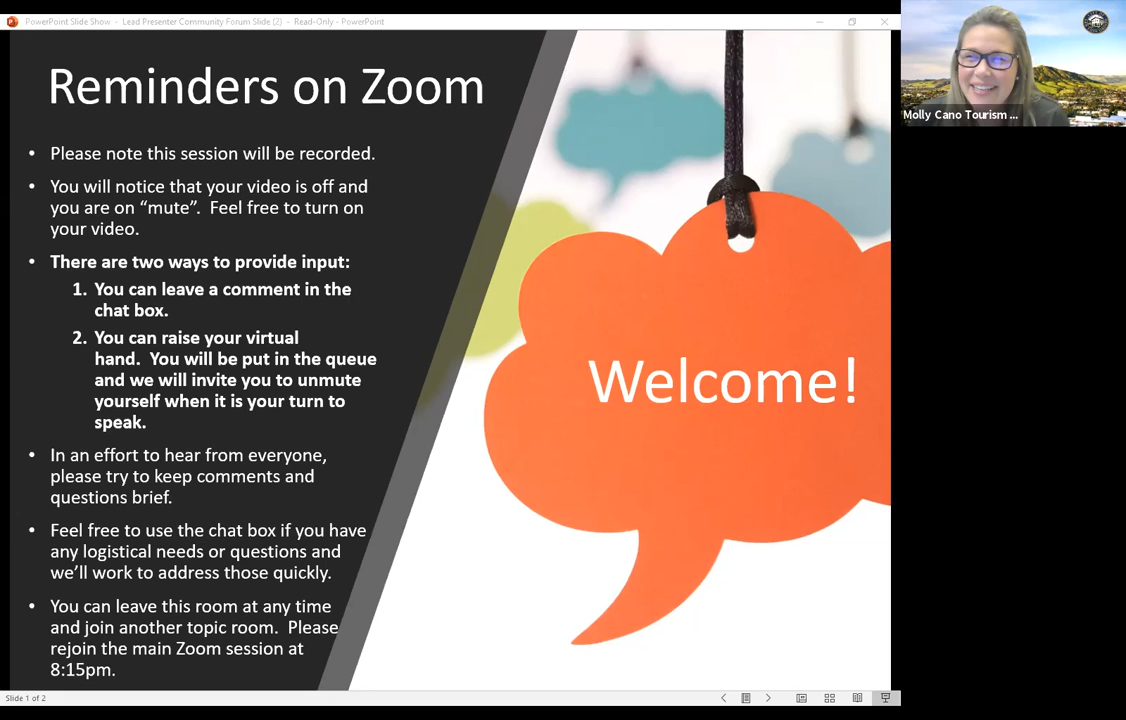 PowerPoint Slide Show - Lead Presenter Community Forum Slide (2) - Read-Only - PowerPoint
Reminders on Zoom
• Please note this session will be recorded.
• You will notice that your video is off and
you are on “mute”. Feel free to turn on
your video.
• There are two ways to provide input:
1. You can leave a comment in the
chat box.
2. You can raise your virtual
hand. You will be put in the queue
and we will invite you to unmute
yourself when it is your turn to
speak.
• In an effort to hear from everyone,
please try to keep comments and
questions brief.
• Feel free to use the chat box if you have
any logistical needs or questions and
we’ll work to address those quickly.
• You can leave this room at any time
and join another topic room. Please
rejoin the main Zoom session at
8:15pm.
Welcome!
Molly Cano Tourism ...
Slide 1 of 2